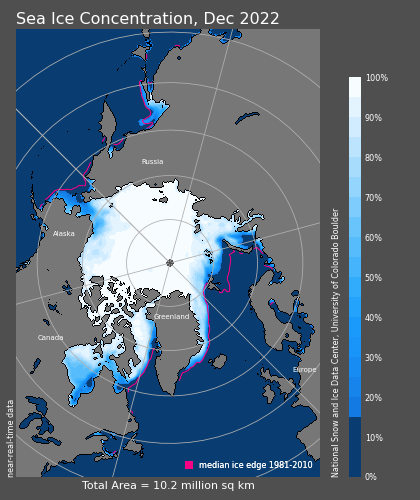 Sea Ice Concentration, Dec 2022
Russia
Alaska
Greenland
Canada
Europe
median ice edge 1981-2010
near-real-time data
Total Area = 10.2 million sq km
National Snow and Ice Data Center, University of Colorado Boulder
100%
90%
80%
70%
60%
50%
40%
30%
20%
10%
0%